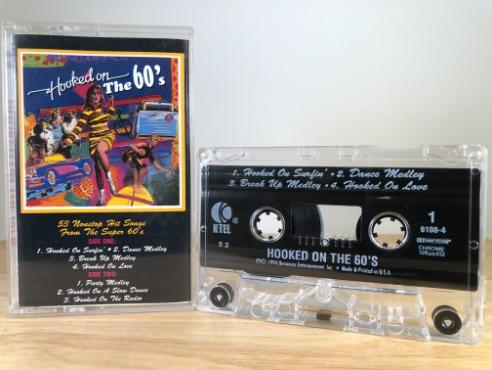 Hooked on
The 60's
53 Nonstop Hit Songs
From The Super 60's
SIDE ONE:
1. Hooked On Surfin' • 2. Dance Medley
3. Break Up Medley
4. Hooked On Love
SIDE TWO:
1. Party Medley
2. Hooked On A Slow Dance
3. Hooked On The Radio
1. Hooked On Surfin' • 2. Dance Medley
3. Break Up Medley • 4. Hooked On Love
K-TEL
1
6108-4
53
CHROME
HOOKED ON THE 60'S
Made & Printed in U.S.A.